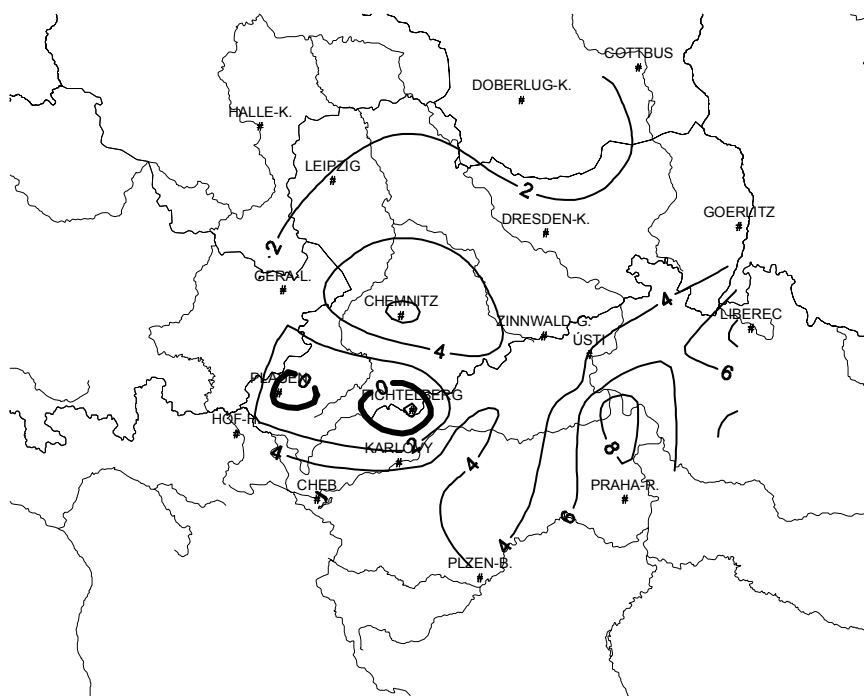 COTTBUS
DOBERLUG-K.
HALLE-K.
LEIPZIG
2
DRESDEN-K.
GOERLITZ
2
GERA-L.
CHEMNITZ
4
LIBEREC
ZINNWALD-G.
ÚSTI
4
6
PLAUEN
0
0
FICHTELBERG
HOF-H.
2
KARLOVY
4
4
8
CHEB
PRAHA-R.
6
4
PLZEN-B.